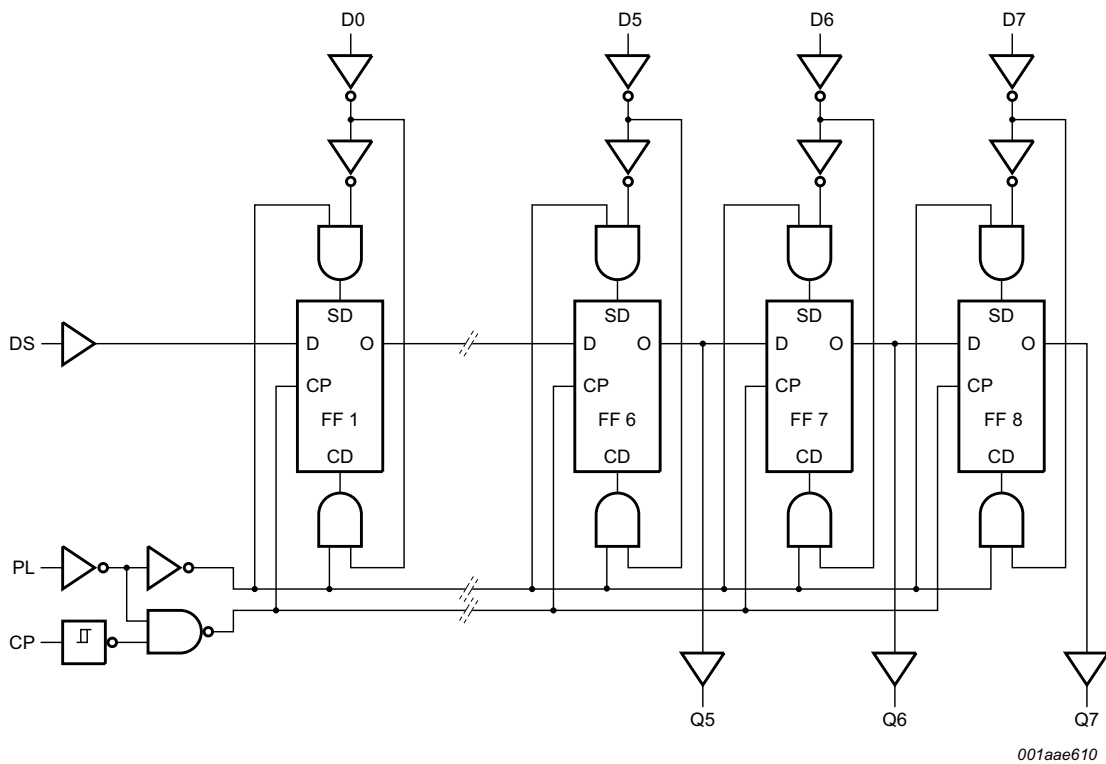 D0 D5 D6 D7
SD SD SD SD
DS D O D O D O D O
CP CP CP CP
FF 1 FF 6 FF 7 FF 8
CD CD CD CD
PL
CP
Q5 Q6 Q7
001aae610